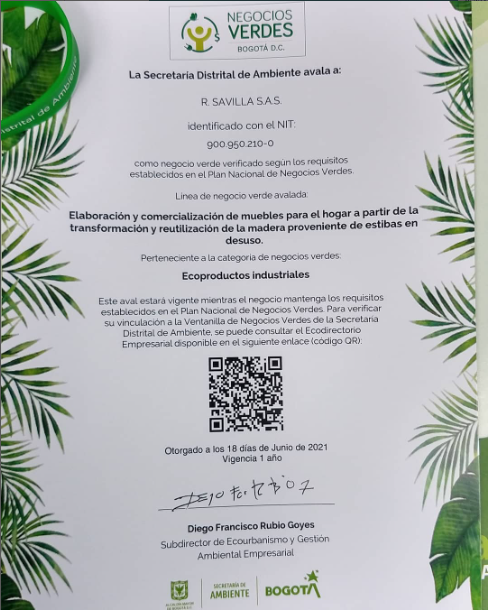 NEGOCIOS
VERDES
BOGOTÁ D.C.
La Secretaría Distrital de Ambiente avala a:
R. SAVILLA S.A.S.
identificado con el NIT:
900.950.210-0
como negocio verde verificado según los requisitos
establecidos en el Plan Nacional de Negocios Verdes.
Línea de negocio verde avalada:
Elaboración y comercialización de muebles para el hogar a partir de la
transformación y reutilización de la madera proveniente de estibas en
desuso.
Perteneciente a la categoría de negocios verdes:
Ecoproductos industriales
Este aval estará vigente mientras el negocio mantenga los requisitos
establecidos en el Plan Nacional de Negocios Verdes. Para verificar
su vinculación a la Ventanilla de Negocios Verdes de la Secretaría
Distrital de Ambiente, se puede consultar el Ecodirectorio
Empresarial disponible en el siguiente enlace (código QR):
Otorgado a los 18 días de Junio de 2021
Vigencia 1 año
Diego Francisco Rubio Goyes
Subdirector de Ecourbanismo y Gestión
Ambiental Empresarial
SECRETARÍA DE
AMBIENTE
BOGOTÁ
Distrital de Ambiente